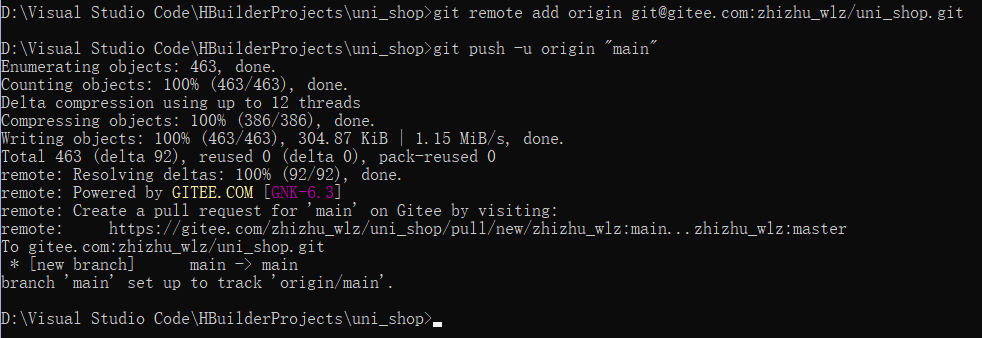 D:\Visual Studio Code\HBuilderProjects\uni_shop>git remote add origin git@gitee.com:zhizhu_wlz/uni_shop.git
D:\Visual Studio Code\HBuilderProjects\uni_shop>git push -u origin "main"
Enumerating objects: 463, done.
Counting objects: 100% (463/463), done.
Delta compression using up to 12 threads
Compressing objects: 100% (386/386), done.
Writing objects: 100% (463/463), 304.87 KiB | 1.15 MiB/s, done.
Total 463 (delta 92), reused 0 (delta 0), pack-reused 0
remote: Resolving deltas: 100% (92/92), done.
remote: Powered by GITEE.COM [GNK-6.3]
remote: Create a pull request for 'main' on Gitee by visiting:
remote:     https://gitee.com/zhizhu_wlz/uni_shop/pull/new/zhizhu_wlz:main...zhizhu_wlz:master
To gitee.com:zhizhu_wlz/uni_shop.git
 * [new branch]      main -> main
branch 'main' set up to track 'origin/main'.
D:\Visual Studio Code\HBuilderProjects\uni_shop>